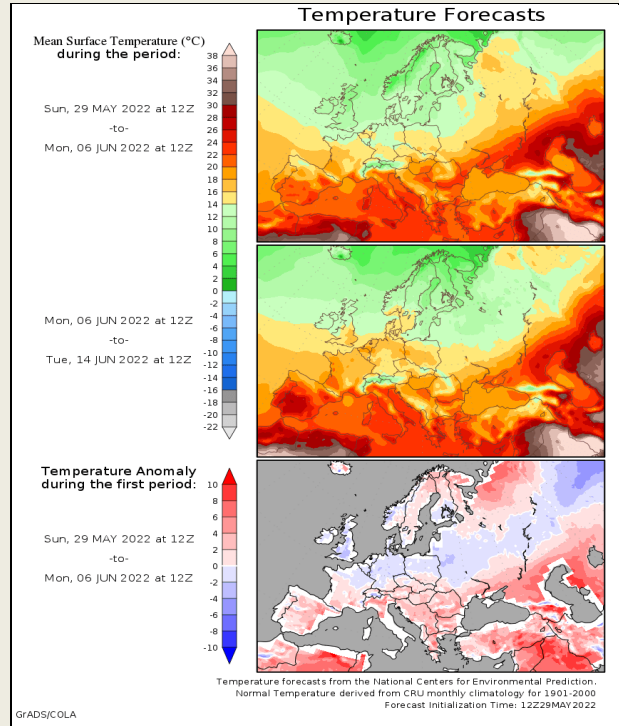 Temperature Forecasts
Mean Surface Temperature (°C)
during the period:
Sun, 29 MAY 2022 at 12Z
-to-
Mon, 06 JUN 2022 at 12Z
38
36
34
32
30
28
26
24
22
20
18
16
14
12
10
8
6
4
2
0
-2
-4
-6
-8
-10
-12
-14
-16
-18
-20
-22
Mon, 06 JUN 2022 at 12Z
-to-
Tue, 14 JUN 2022 at 12Z
Temperature Anomaly
during the first period:
Sun, 29 MAY 2022 at 12Z
-to-
Mon, 06 JUN 2022 at 12Z
10
8
6
4
2
0
-2
-4
-6
-8
-10
Temperature forecasts from the National Centers for Environmental Prediction.
Normal Temperature derived from CRU monthly climatology for 1901-2000
Forecast Initialization Time: 12Z29MAY2022
GrADS/COLA